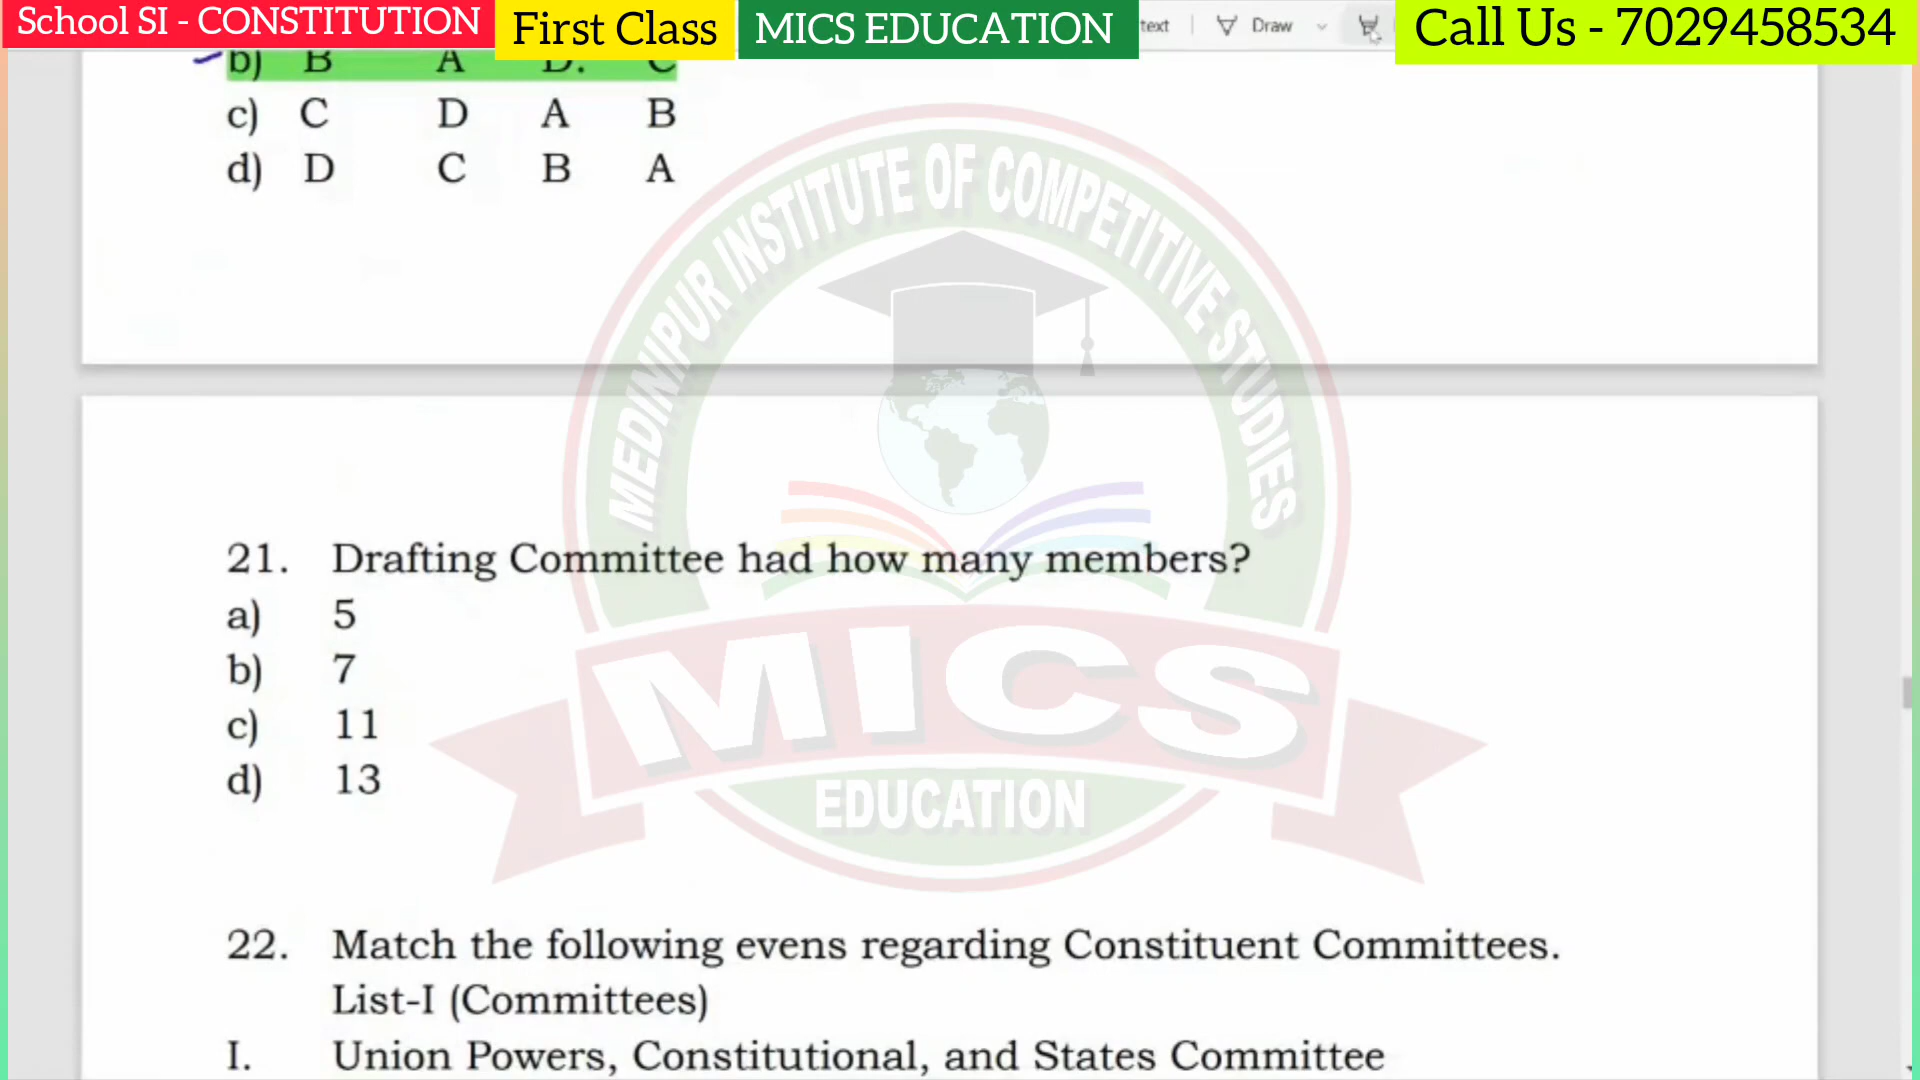 School SI - CONSTITUTION
First Class
MICS EDUCATION
text
Draw
Call Us - 7029458534
b) B A D. C
c) C D A B
d) D C B A
MEDINIPUR INSTITUTE OF COMPETITIVE STUDIES
21. Drafting Committee had how many members?
a) 5
b) 7
c) 11
d) 13
MICS
EDUCATION
22. Match the following evens regarding Constituent Committees.
List-I (Committees)
I. Union Powers, Constitutional, and States Committee